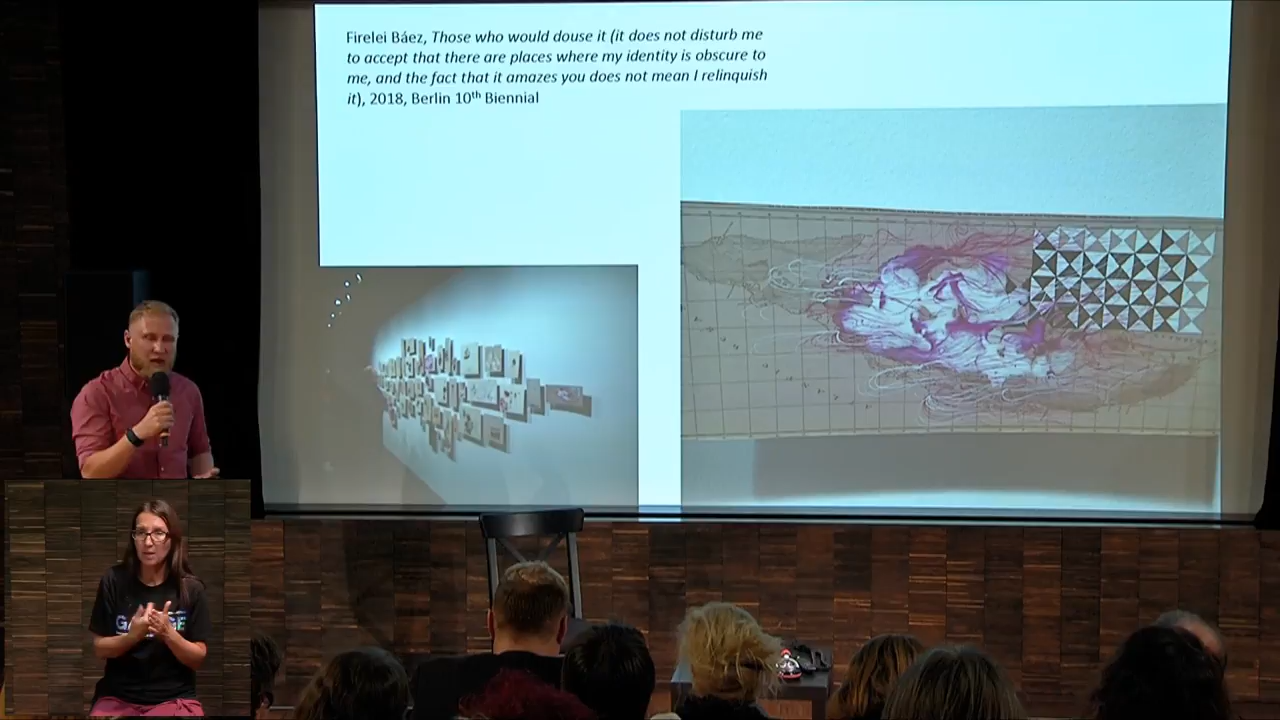 Firelei Báez, Those who would douse it (it does not disturb me
to accept that there are places where my identity is obscure to
me, and the fact that it amazes you does not mean I relinquish
it), 2018, Berlin 10th Biennial